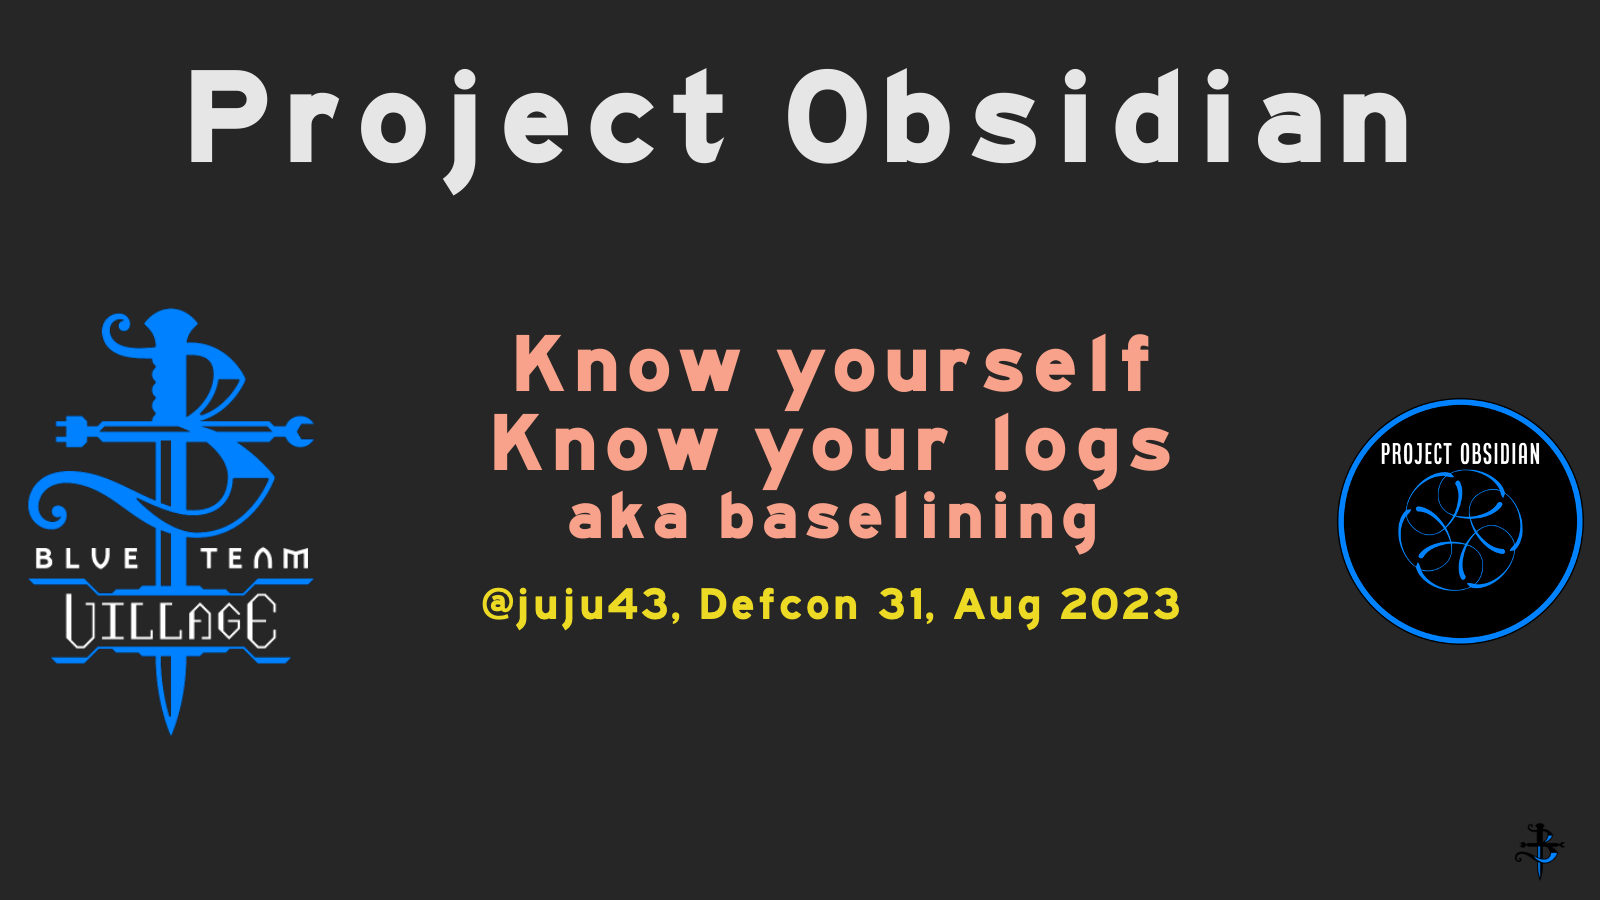 Project Obsidian
Know yourself
Know your logs
aka baselining
@juju43, Defcon 31, Aug 2023
BLUE TEAM
VILLAGE
PROJECT OBSIDIAN